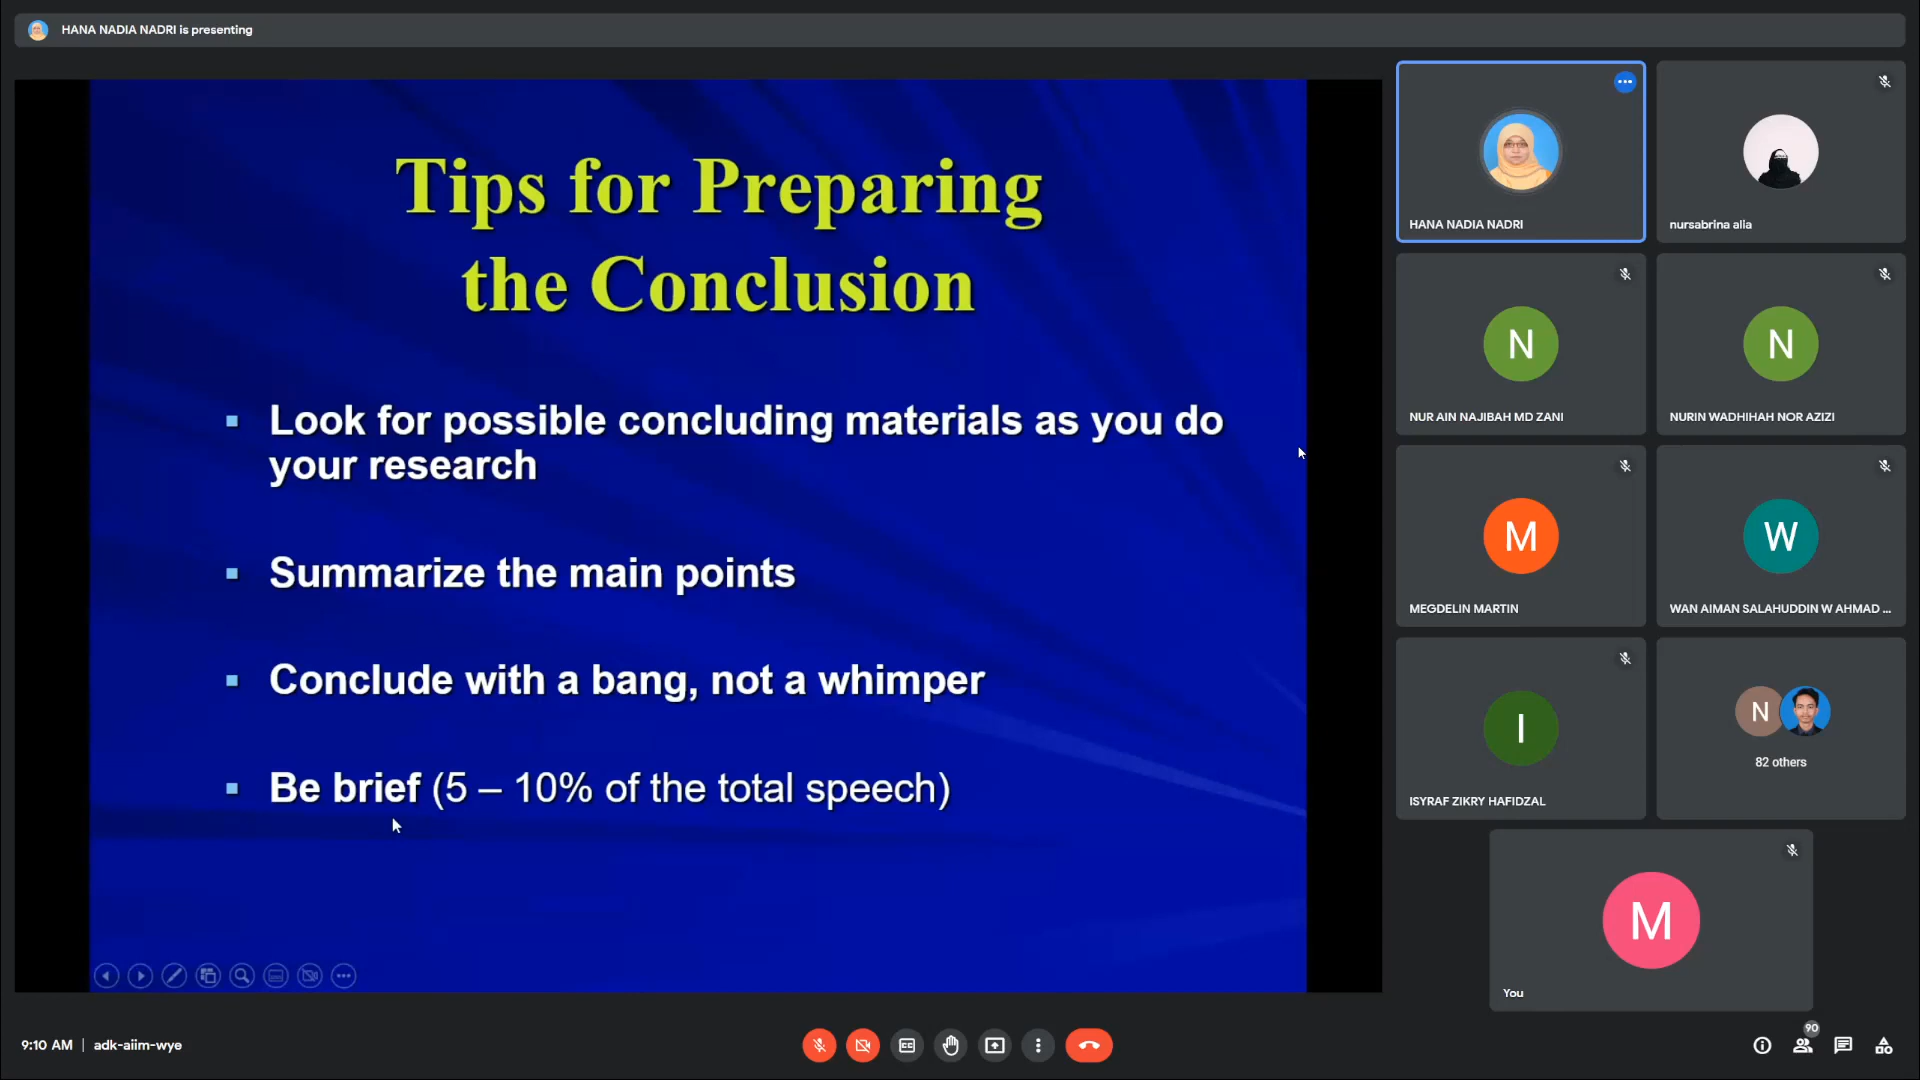 HANA NADIA NADRI is presenting
Tips for Preparing
the Conclusion
Look for possible concluding materials as you do
your research
Summarize the main points
Conclude with a bang, not a whimper
Be brief (5 – 10% of the total speech)
HANA NADIA NADRI
nursabrina alia
N
NUR AIN NAJIBAH MD ZANI
N
NURIN WADHIHAH NOR AZIZI
M
MEGDELIN MARTIN
W
WAN AIMAN SALAHUDDIN W AHMAD ...
I
ISYRAF ZIKRY HAFIDZAL
N
82 others
M
You
9:10 AM | adk-aiim-wye
90